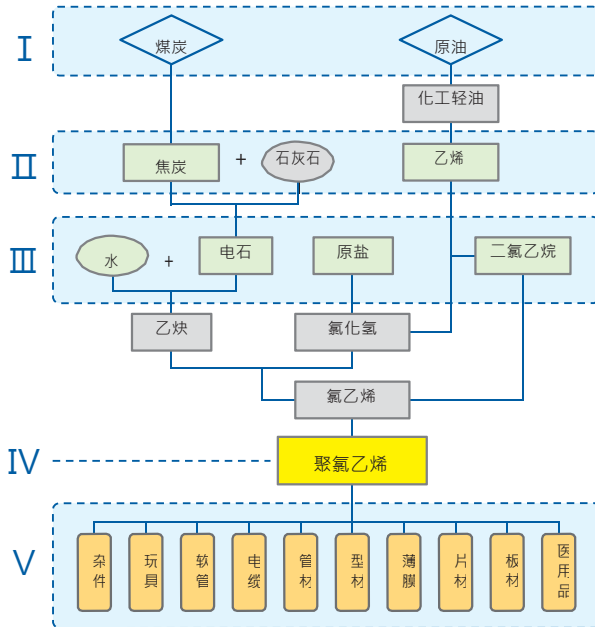 I
煤炭
原油
化工轻油
II
焦炭
+
石灰石
乙烯
III
水
+
电石
原盐
二氯乙烷
乙炔
氯化氢
氯乙烯
IV
聚氯乙烯
V
杂件
玩具
软管
电缆
管材
型材
薄膜
片材
板材
医用品